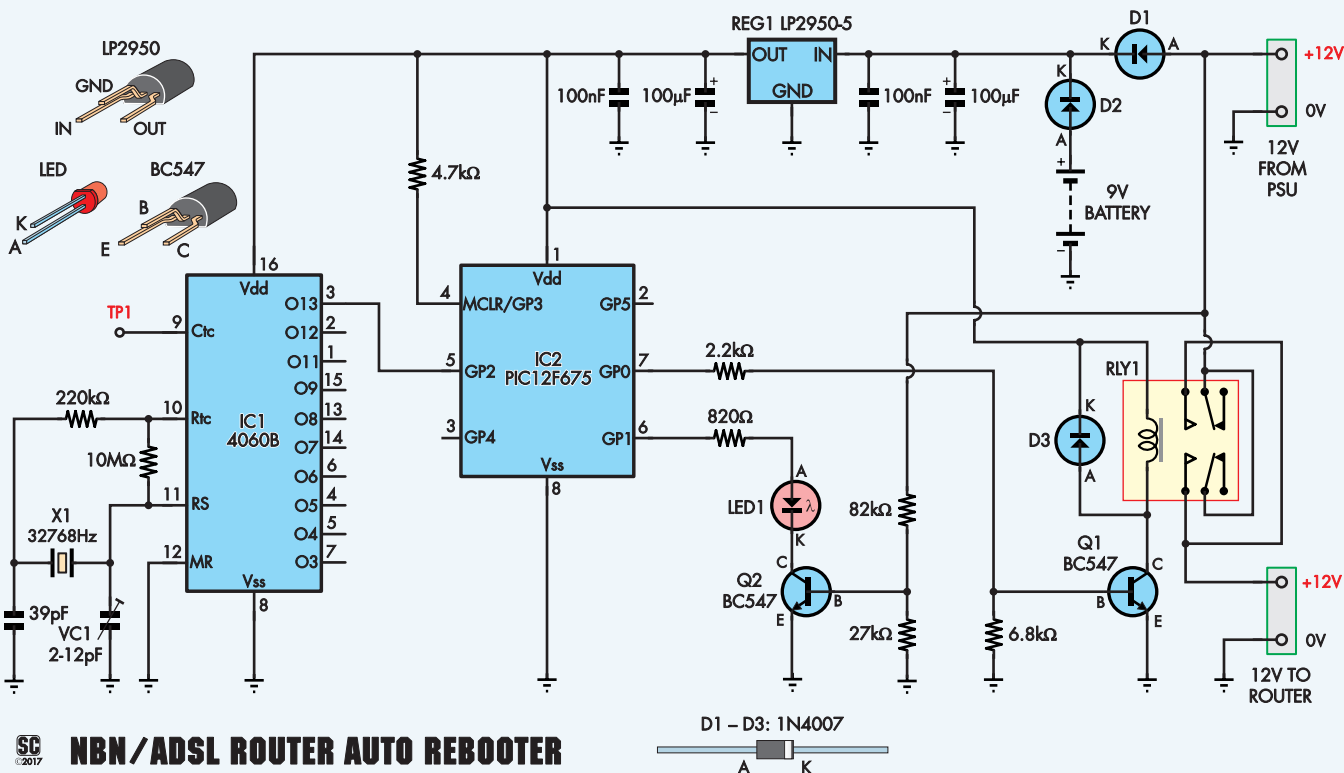 LP2950
GND
IN
OUT
LED
K
A
BC547
B
E
C
REG1 LP2950-5
OUT
IN
GND
100nF
100µF
+
–
100nF
100µF
+
–
D1
K
A
K
D2
A
+
9V
BATTERY
–
+12V
0V
12V
FROM
PSU
4.7kΩ
TP1
16
Vdd
9
Ctc
10
Rtc
11
RS
12
MR
IC1
4060B
O13
3
O12
2
O11
1
O9
15
O8
13
O7
14
O6
6
O5
4
O4
5
O3
7
Vss
8
220kΩ
10MΩ
X1
32768Hz
39pF
VC1
2-12pF
1
Vdd
4
MCLR/GP3
5
GP2
3
GP4
IC2
PIC12F675
GP5
2
GP0
7
GP1
6
Vss
8
2.2kΩ
820Ω
A
LED1
λ
K
C
Q2
BC547
B
E
82kΩ
27kΩ
6.8kΩ
K
D3
A
RLY1
Q1
BC547
C
B
E
+12V
0V
12V TO
ROUTER
SC
©2017
NBN/ADSL ROUTER AUTO REBOOTER
D1 – D3: 1N4007
A
K